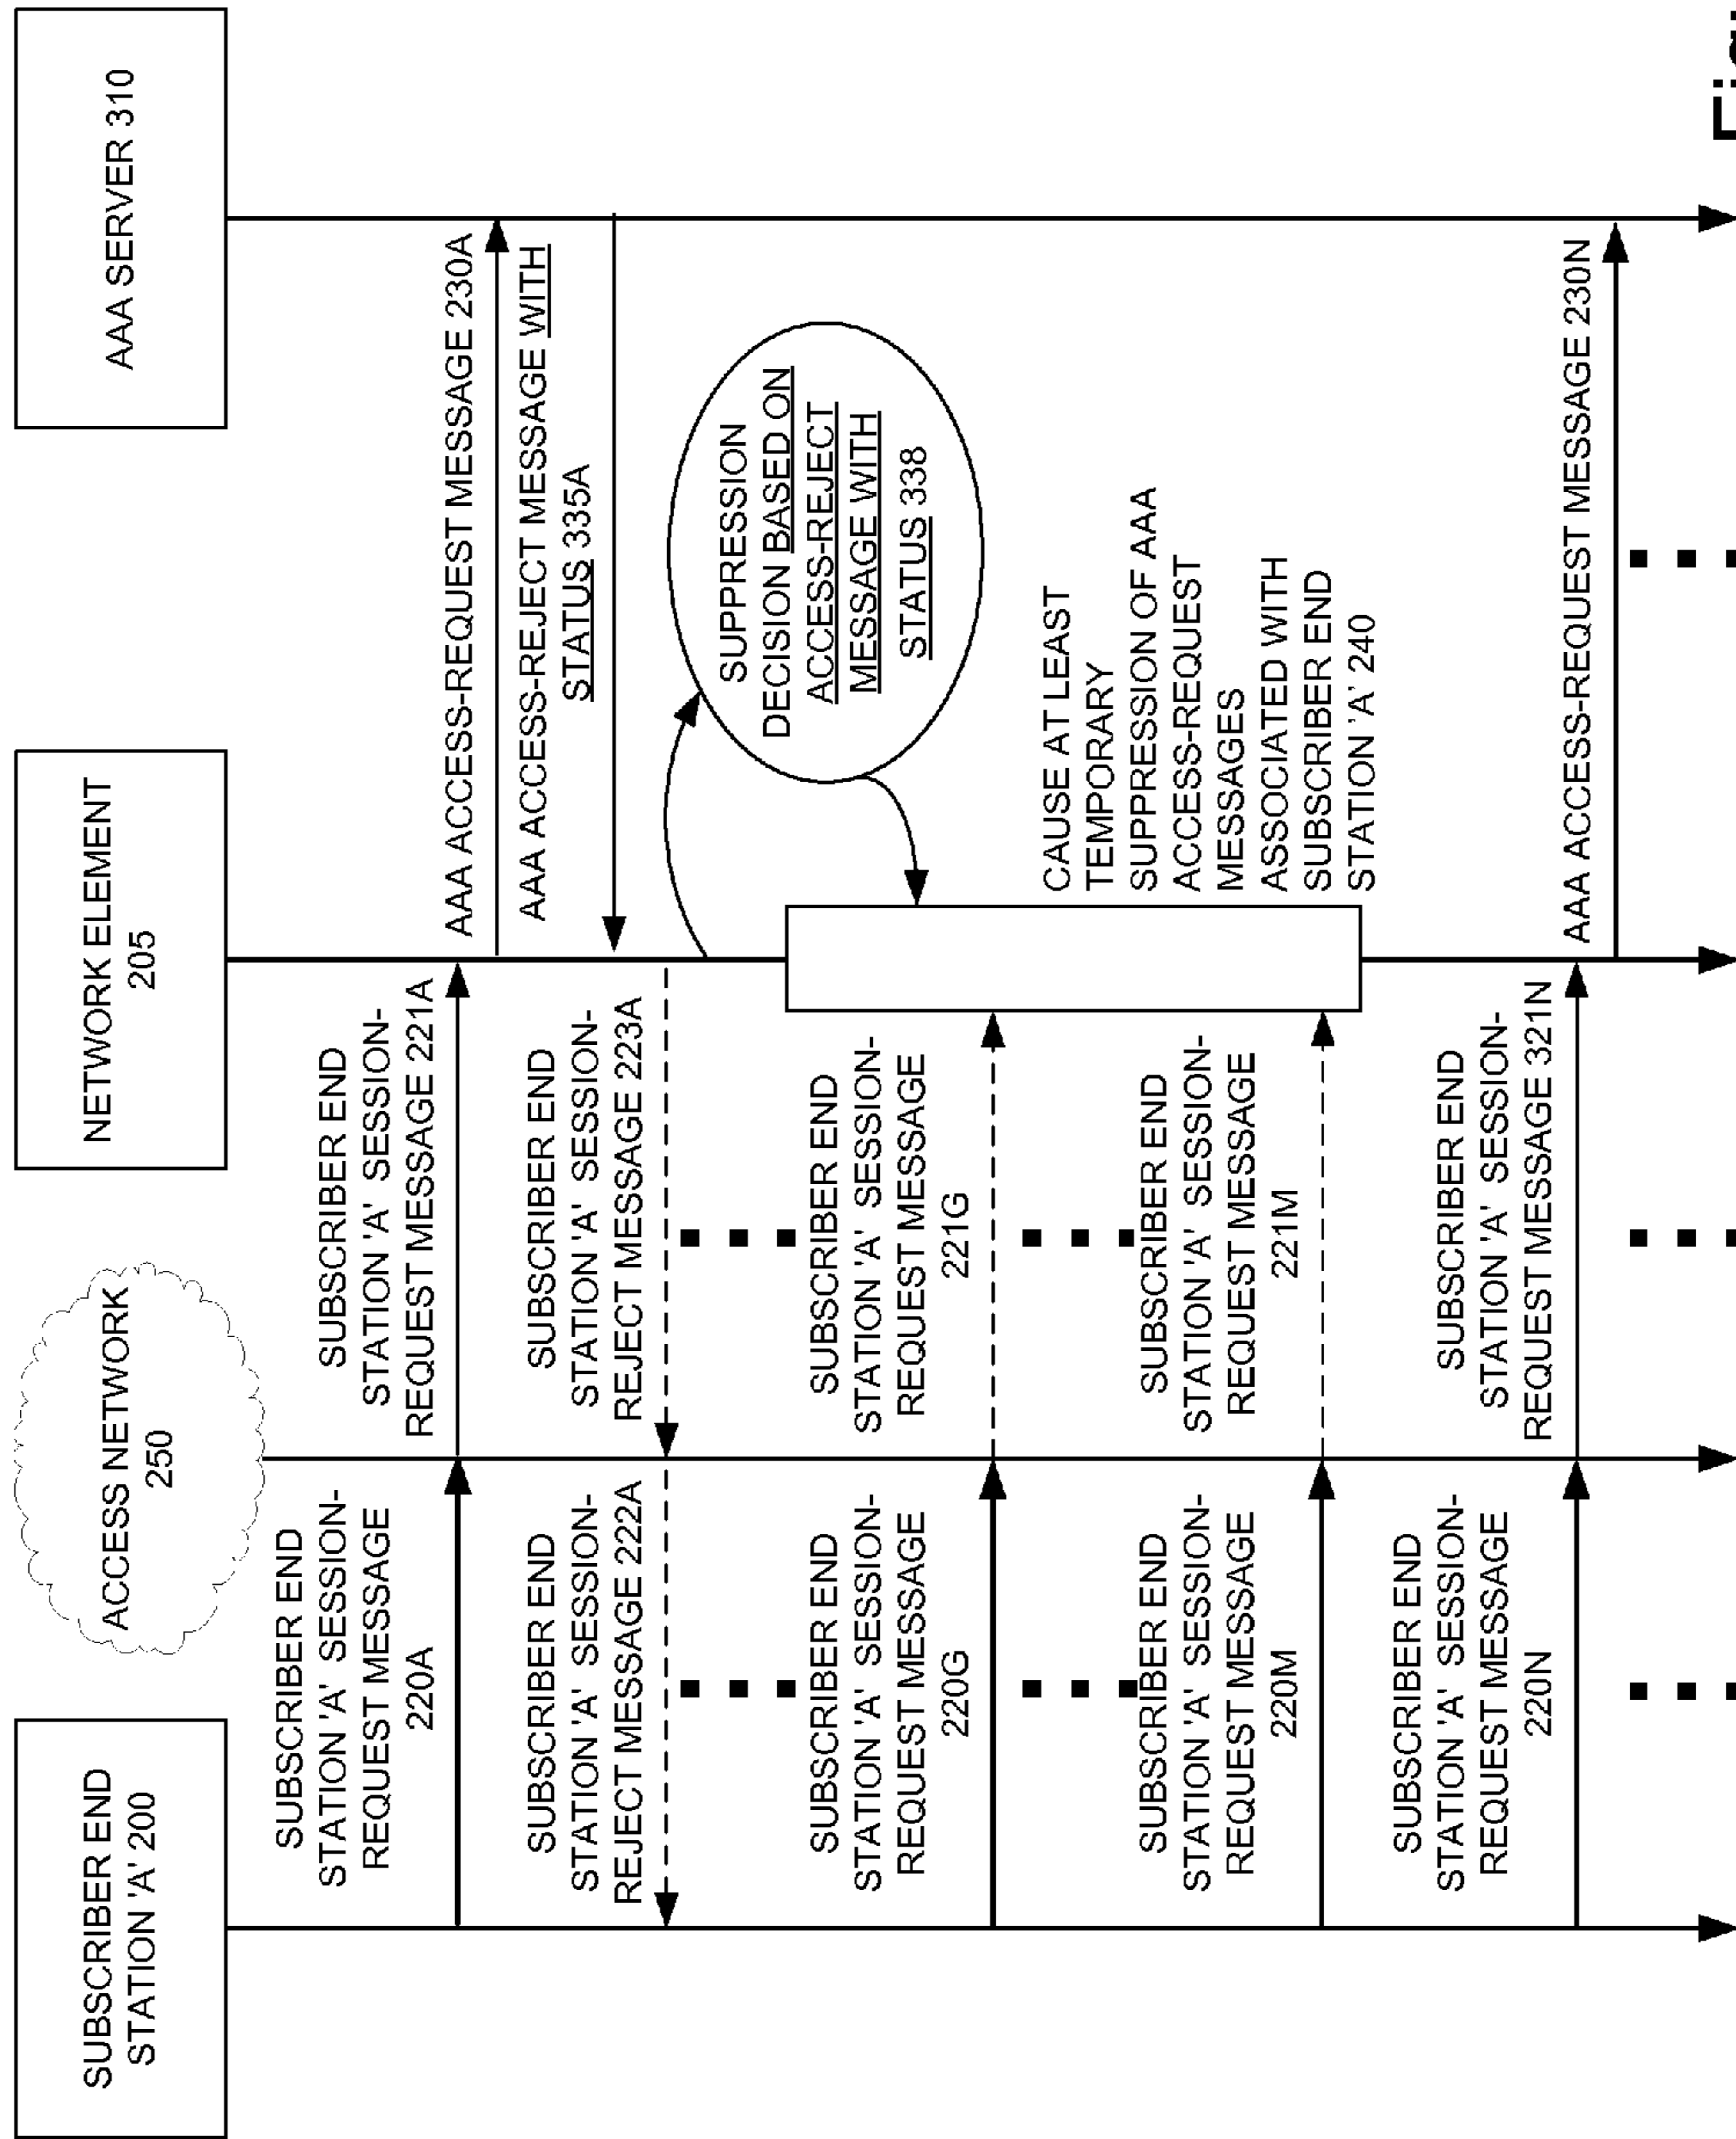 SUBSCRIBER END
STATION 'A' 200
ACCESS NETWORK
250
NETWORK ELEMENT
205
AAA SERVER 310
SUBSCRIBER END
STATION 'A' SESSION-
REQUEST MESSAGE
220A
SUBSCRIBER END
STATION 'A' SESSION-
REQUEST MESSAGE 221A
AAA ACCESS-REQUEST MESSAGE 230A
AAA ACCESS-REJECT MESSAGE WITH
STATUS 335A
SUBSCRIBER END
STATION 'A' SESSION-
REJECT MESSAGE 222A
SUBSCRIBER END
STATION 'A' SESSION-
REJECT MESSAGE 223A
SUPPRESSION
DECISION BASED ON
ACCESS-REJECT
MESSAGE WITH
STATUS 338
SUBSCRIBER END
STATION 'A' SESSION-
REQUEST MESSAGE
220G
SUBSCRIBER END
STATION 'A' SESSION-
REQUEST MESSAGE
221G
CAUSE AT LEAST
TEMPORARY
SUPPRESSION OF AAA
ACCESS-REQUEST
MESSAGES
ASSOCIATED WITH
SUBSCRIBER END
STATION 'A' 240
SUBSCRIBER END
STATION 'A' SESSION-
REQUEST MESSAGE
220M
SUBSCRIBER END
STATION 'A' SESSION-
REQUEST MESSAGE
221M
SUBSCRIBER END
STATION 'A' SESSION-
REQUEST MESSAGE
220N
SUBSCRIBER END
STATION 'A' SESSION-
REQUEST MESSAGE 321N
AAA ACCESS-REQUEST MESSAGE 230N